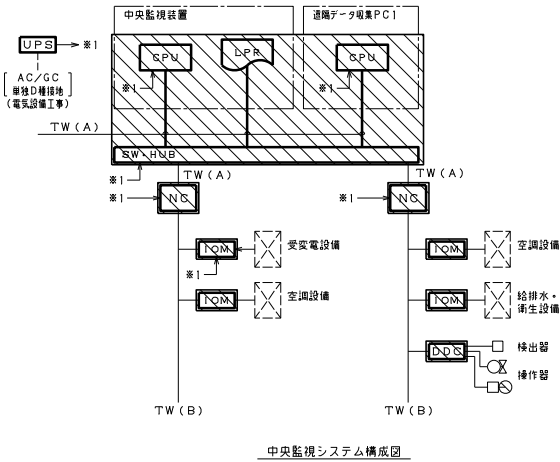 中央監視装置
遠隔データ収集PC1
UPS
※1
CPU
LPR
CPU
※1
※1
AC/GC
単独D種接地
(電気設備工事)
TW(A)
SW・HUB
※1
TW(A)
TW(A)
※1
NC
※1
NC
IOM
受変電設備
IOM
空調設備
※1
IOM
空調設備
IOM
給排水・
衛生設備
DDC
検出器
操作器
TW(B)
TW(B)
中央監視システム構成図